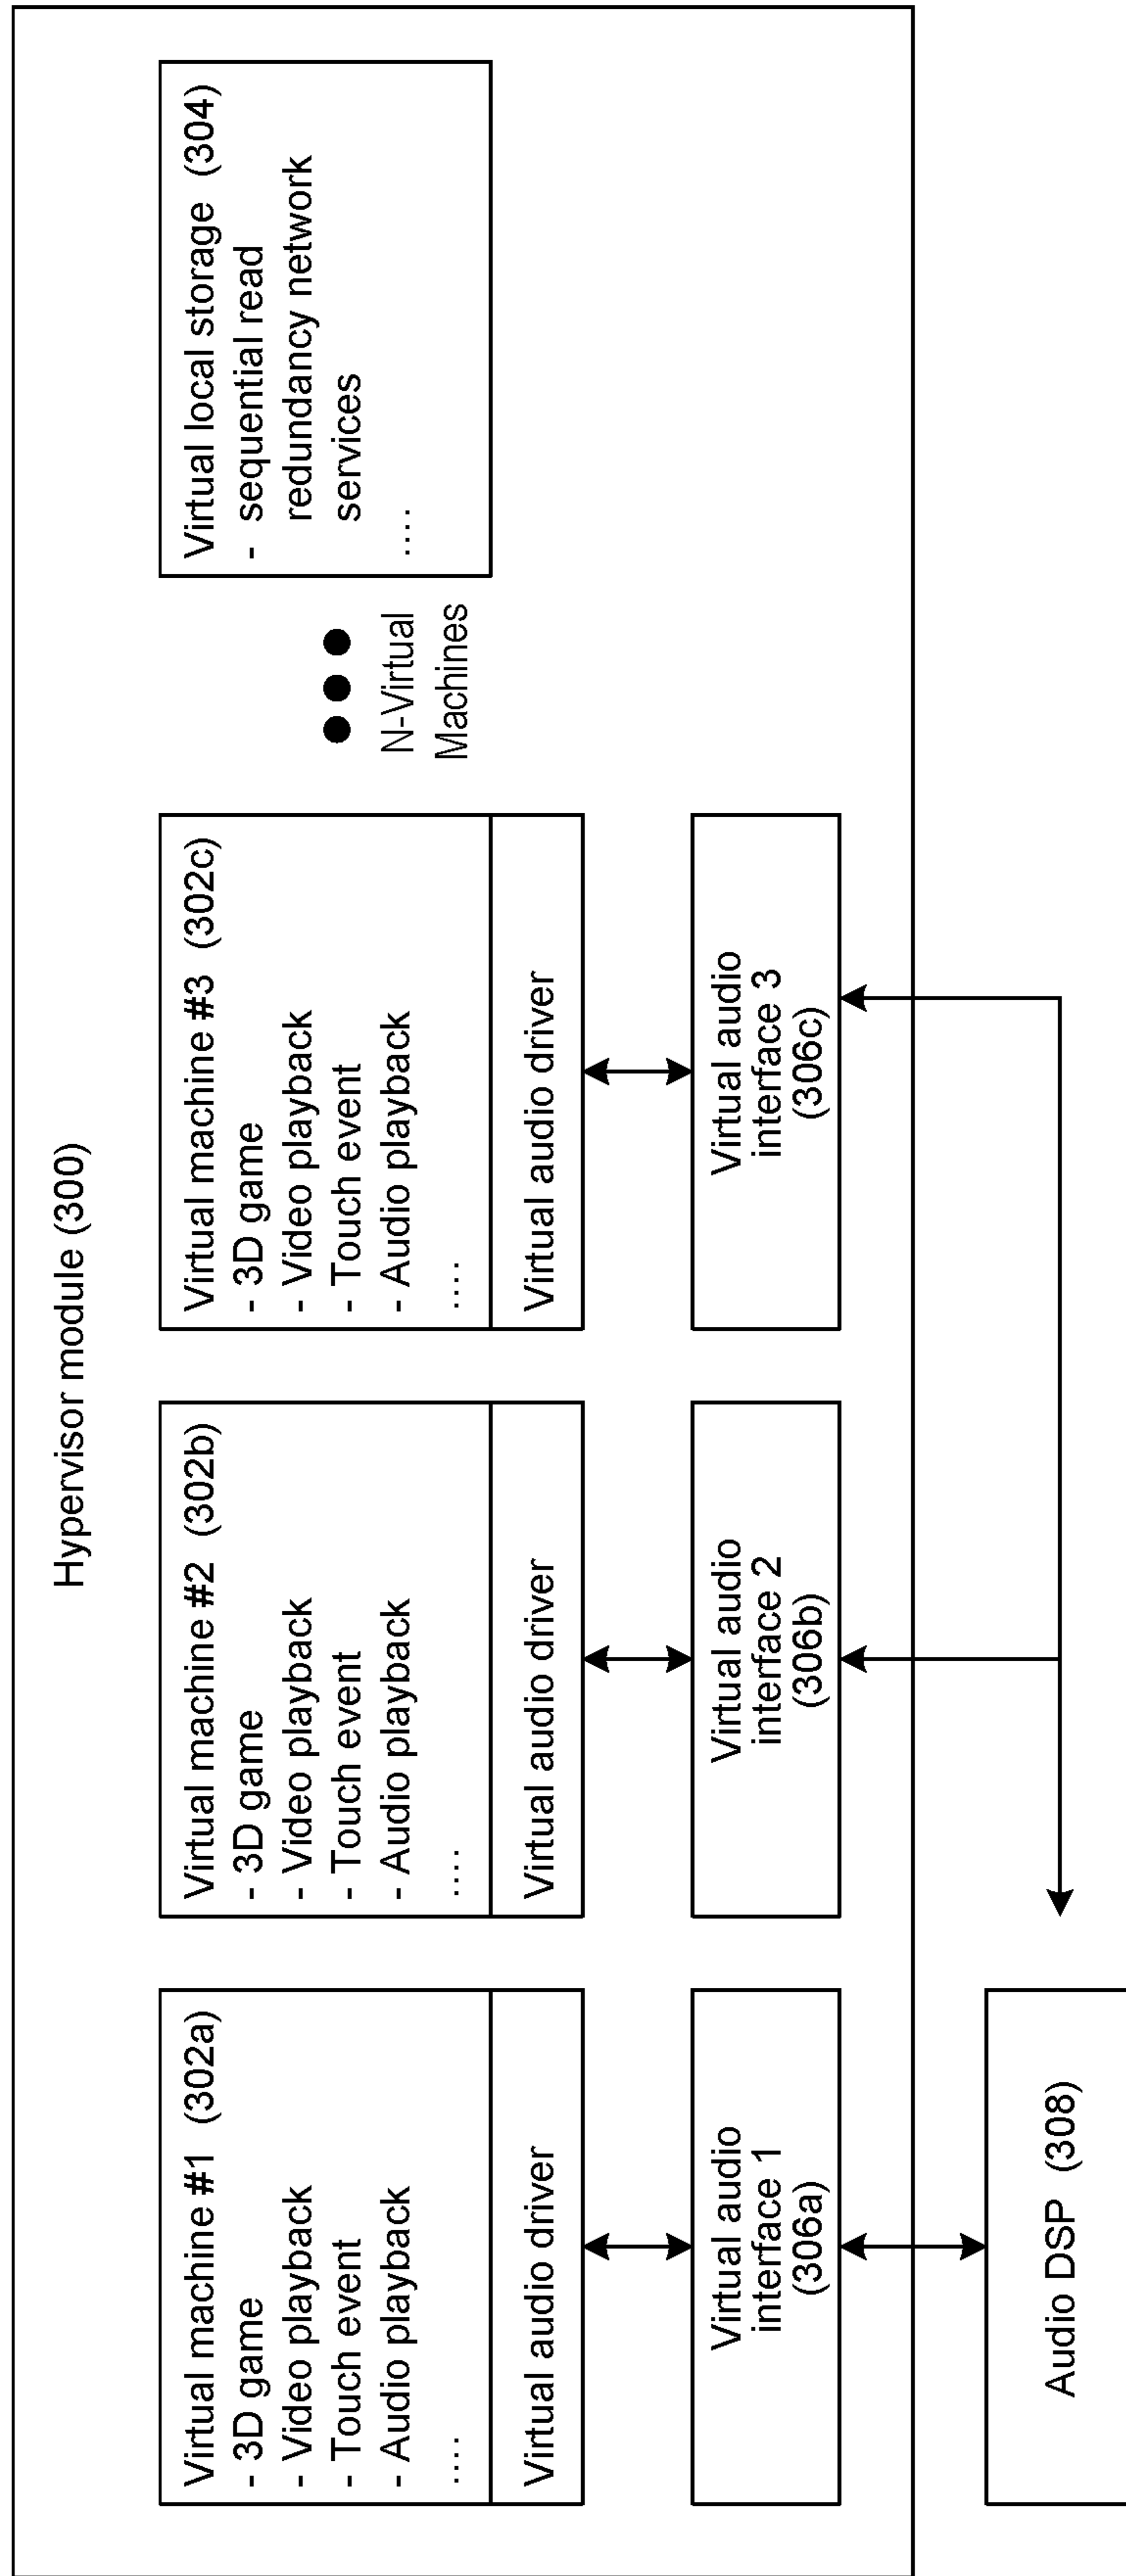 Hypervisor module (300)
Virtual machine #1 (302a)
- 3D game
- Video playback
- Touch event
- Audio playback
....
Virtual audio driver
Virtual machine #2 (302b)
- 3D game
- Video playback
- Touch event
- Audio playback
....
Virtual audio driver
Virtual machine #3 (302c)
- 3D game
- Video playback
- Touch event
- Audio playback
....
Virtual audio driver
N-Virtual
Machines
Virtual local storage (304)
- sequential read
redundancy network
services
....
Virtual audio
interface 1
(306a)
Virtual audio
interface 2
(306b)
Virtual audio
interface 3
(306c)
Audio DSP (308)